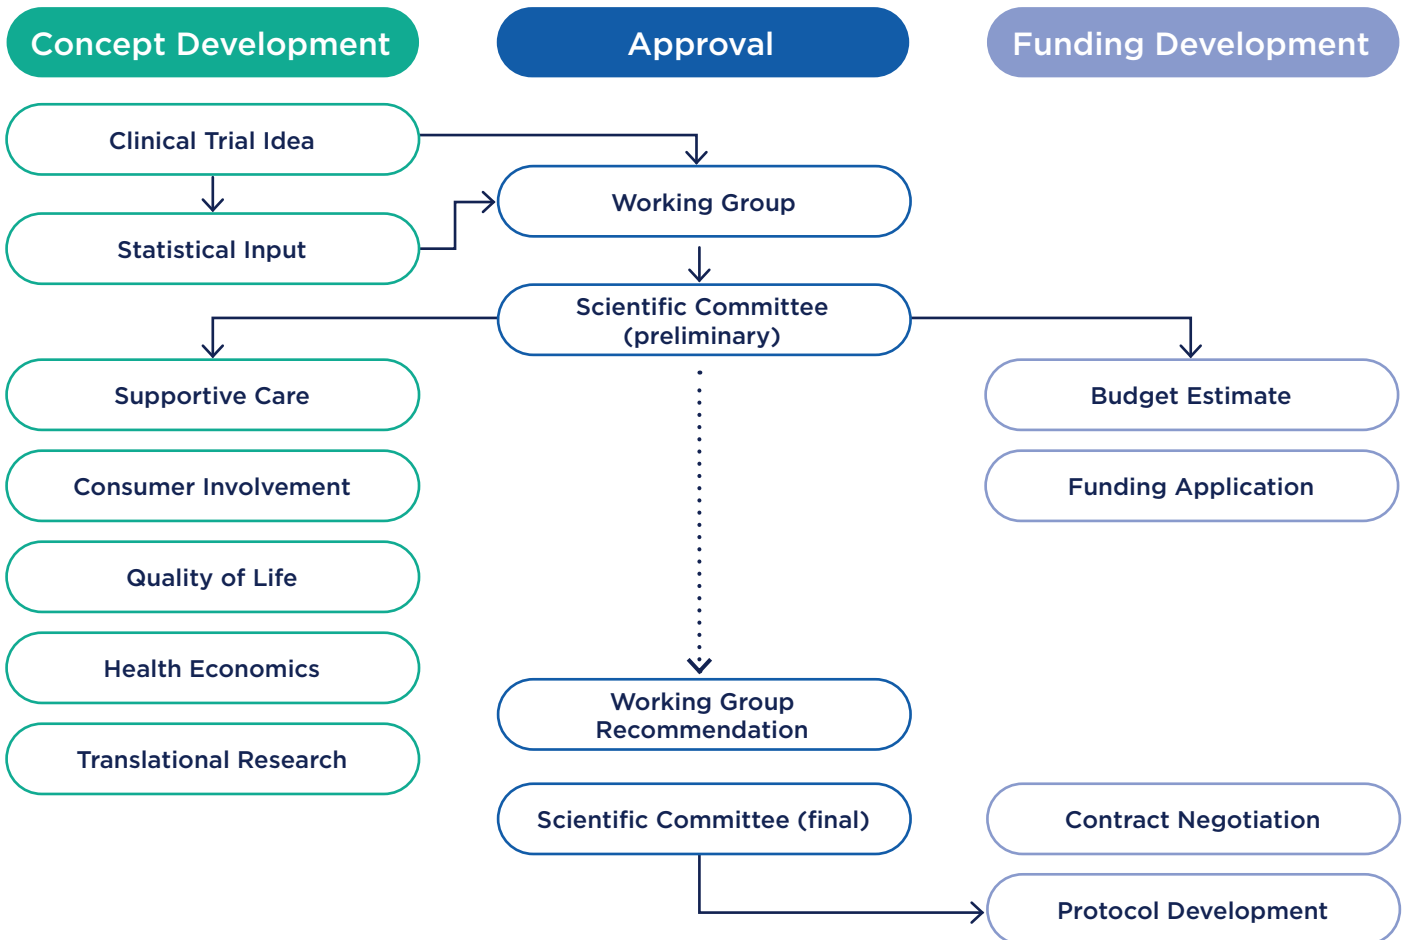 Concept Development
Approval
Funding Development
Clinical Trial Idea
Working Group
Statistical Input
Scientific Committee
(preliminary)
Supportive Care
Budget Estimate
Consumer Involvement
Funding Application
Quality of Life
Health Economics
Working Group
Recommendation
Translational Research
Scientific Committee (final)
Contract Negotiation
Protocol Development